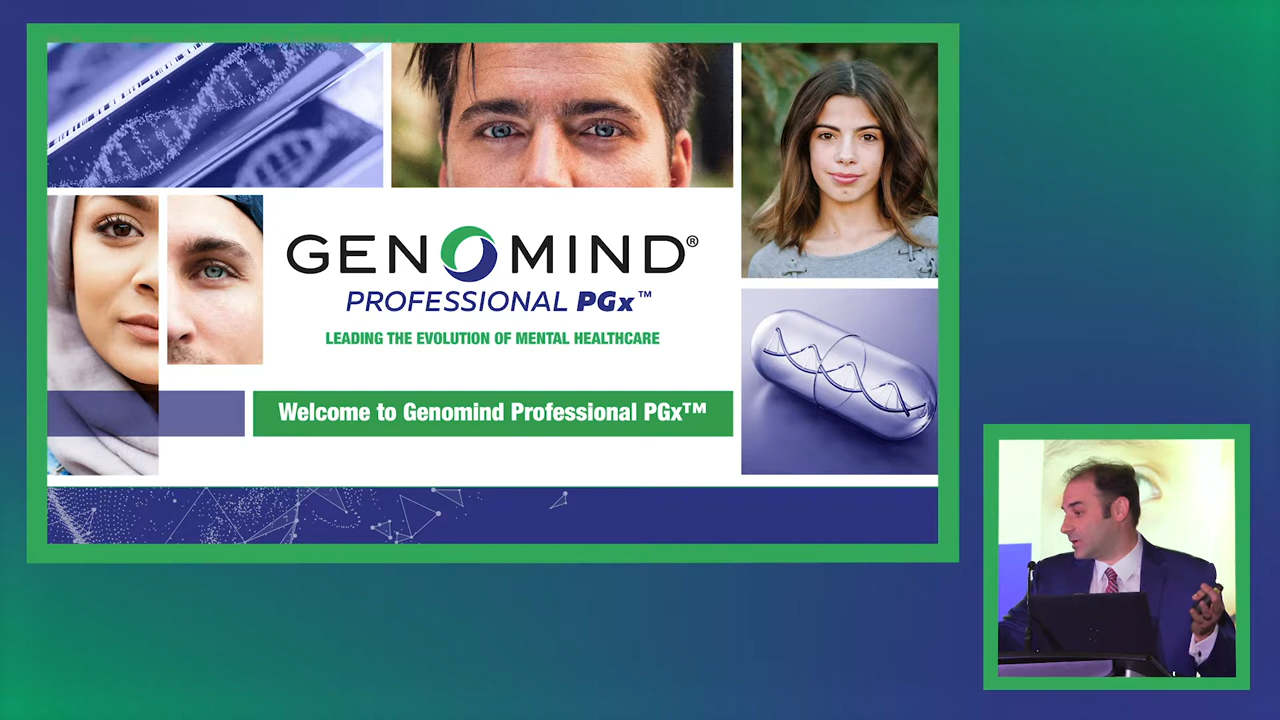 GENOMIND®
PROFESSIONAL PGx™
LEADING THE EVOLUTION OF MENTAL HEALTHCARE
Welcome to Genomind Professional PGx™